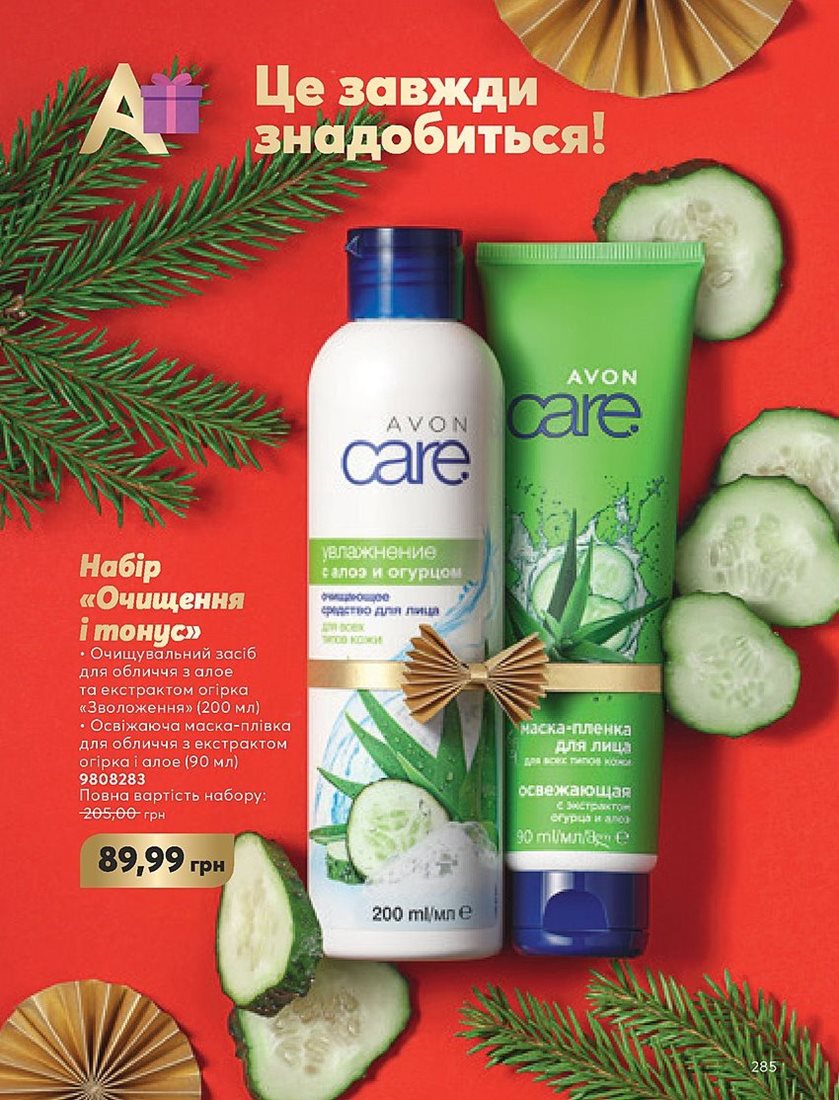 Це завжди
знадобиться!
AVON
care
AVON
care
увлажнение
с алоэ и огурцом
очищающее
средство для лица
для всех
типов кожи
200 ml/мл e
маска-пленка
для лица
для всех типов кожи
освежающая
с экстрактом
огурца и алоэ
90 ml/мл/
Набір
«Очищення
і тонус»
• Очищувальний засіб
для обличчя з алое
та екстрактом огірка
«Зволоження» (200 мл)
• Освіжаюча маска-плівка
для обличчя з екстрактом
огірка і алое (90 мл)
9808283
Повна вартість набору:
205,00 грн
89,99 грн
285